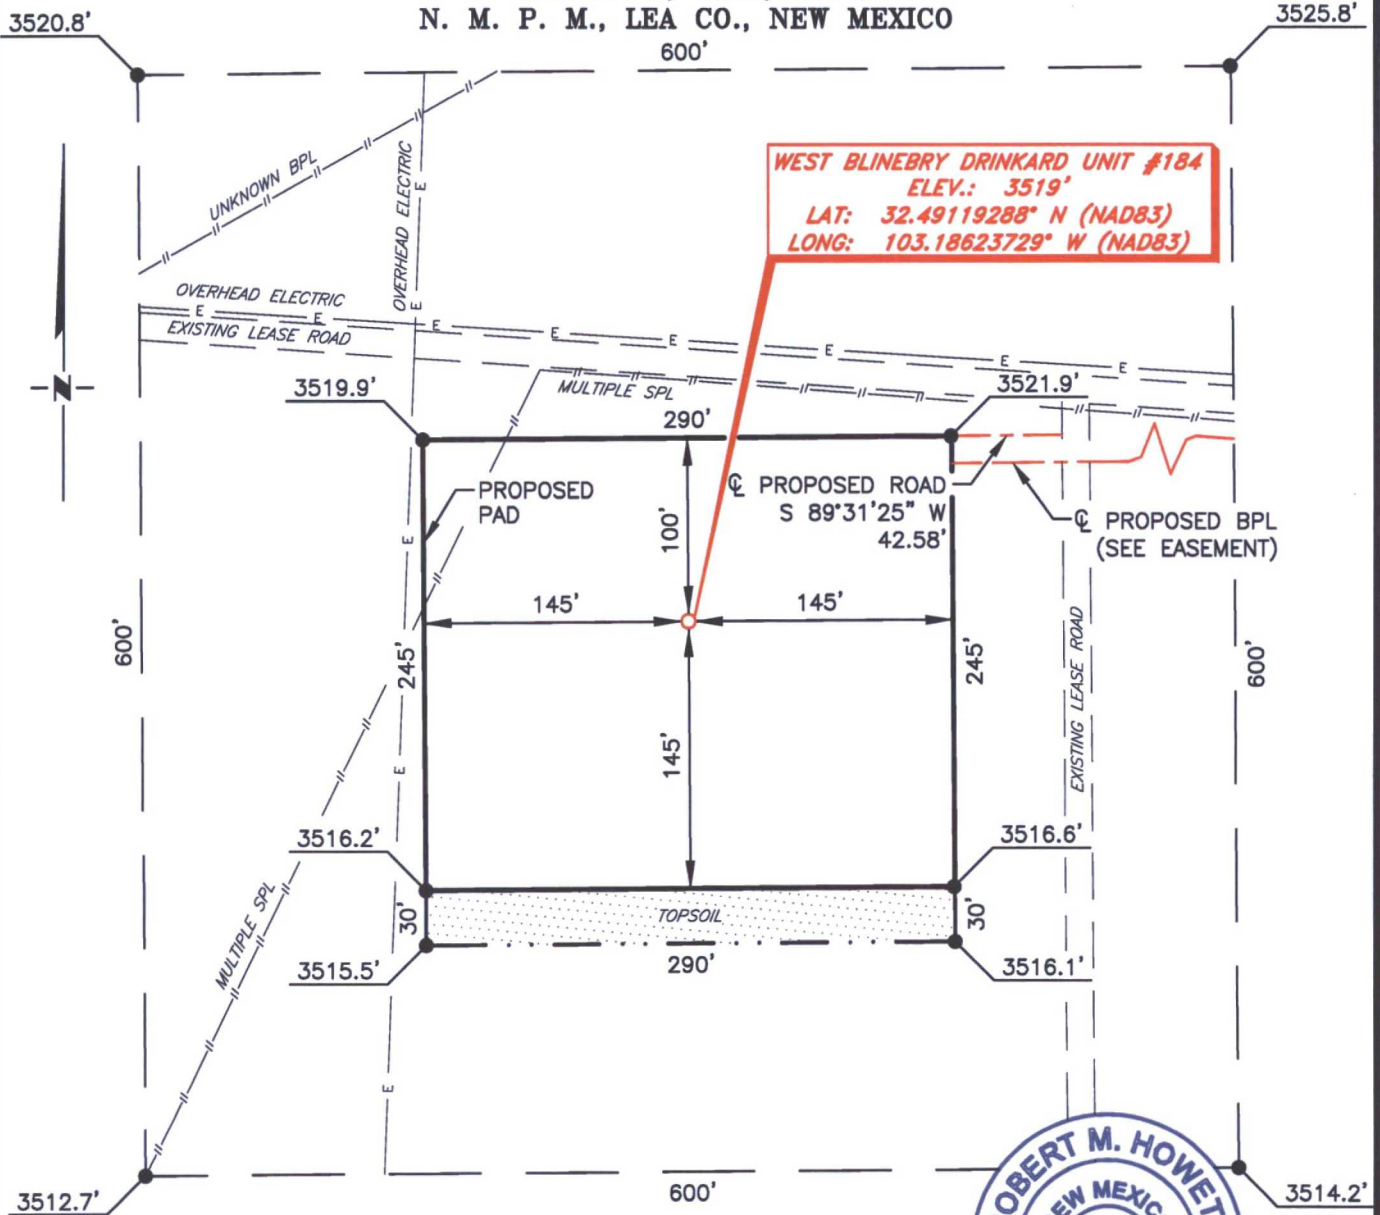 N. M. P. M., LEA CO., NEW MEXICO
3520.8'
3525.8'
600'
UNKNOWN BPL
OVERHEAD ELECTRIC
E
E
WEST BLINEBRY DRINKARD UNIT #184
ELEV.: 3519'
LAT: 32.49119288° N (NAD83)
LONG: 103.18623729° W (NAD83)
OVERHEAD ELECTRIC
E E E E E E E E
EXISTING LEASE ROAD
MULTIPLE SPL
-N-
3519.9'
3521.9'
290'
PROPOSED
PAD
℄ PROPOSED ROAD
S 89°31'25" W
42.58'
℄ PROPOSED BPL
(SEE EASEMENT)
100'
E
145'
145'
600'
245'
245'
EXISTING LEASE ROAD
600'
145'
E
3516.2'
3516.6'
MULTIPLE SPL
30'
TOPSOIL
30'
3515.5'
290'
3516.1'
E
600'
3512.7'
3514.2'
OBERT M. HOWET
EW MEXIC